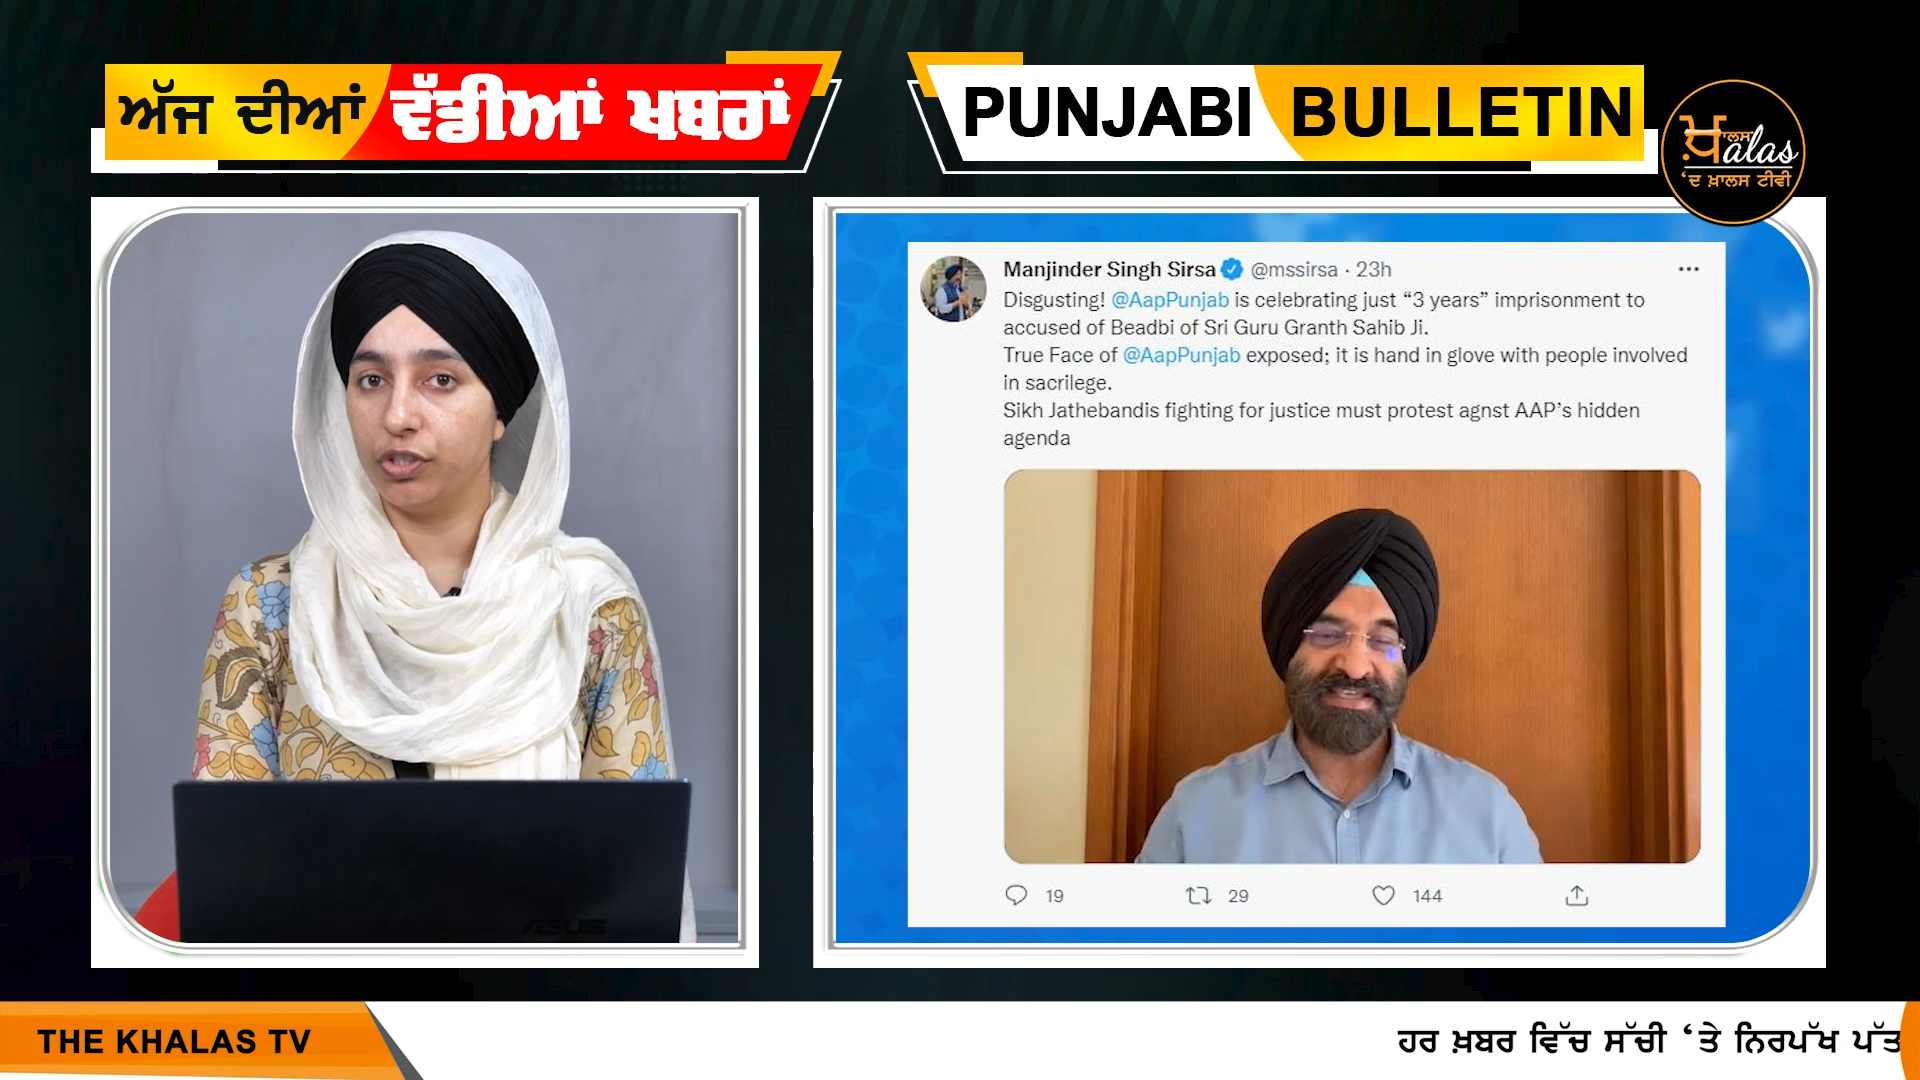 ਅੱਜ ਦੀਆਂ ਵੱਡੀਆਂ ਖਬਰਾਂ
PUNJABI BULLETIN
ਖ਼ਾਲਸ
Khalas
'ਦ ਖ਼ਾਲਸ ਟੀਵੀ
Manjinder Singh Sirsa @mssirsa · 23h
Disgusting! @AapPunjab is celebrating just “3 years” imprisonment to
accused of Beadbi of Sri Guru Granth Sahib Ji.
True Face of @AapPunjab exposed; it is hand in glove with people involved
in sacrilege.
Sikh Jathebandis fighting for justice must protest agnst AAP’s hidden
agenda
19 29 144
ASUS
THE KHALAS TV
ਹਰ ਖ਼ਬਰ ਵਿੱਚ ਸੱਚੀ ‘ਤੇ ਨਿਰਪੱਖ ਪੱਤ